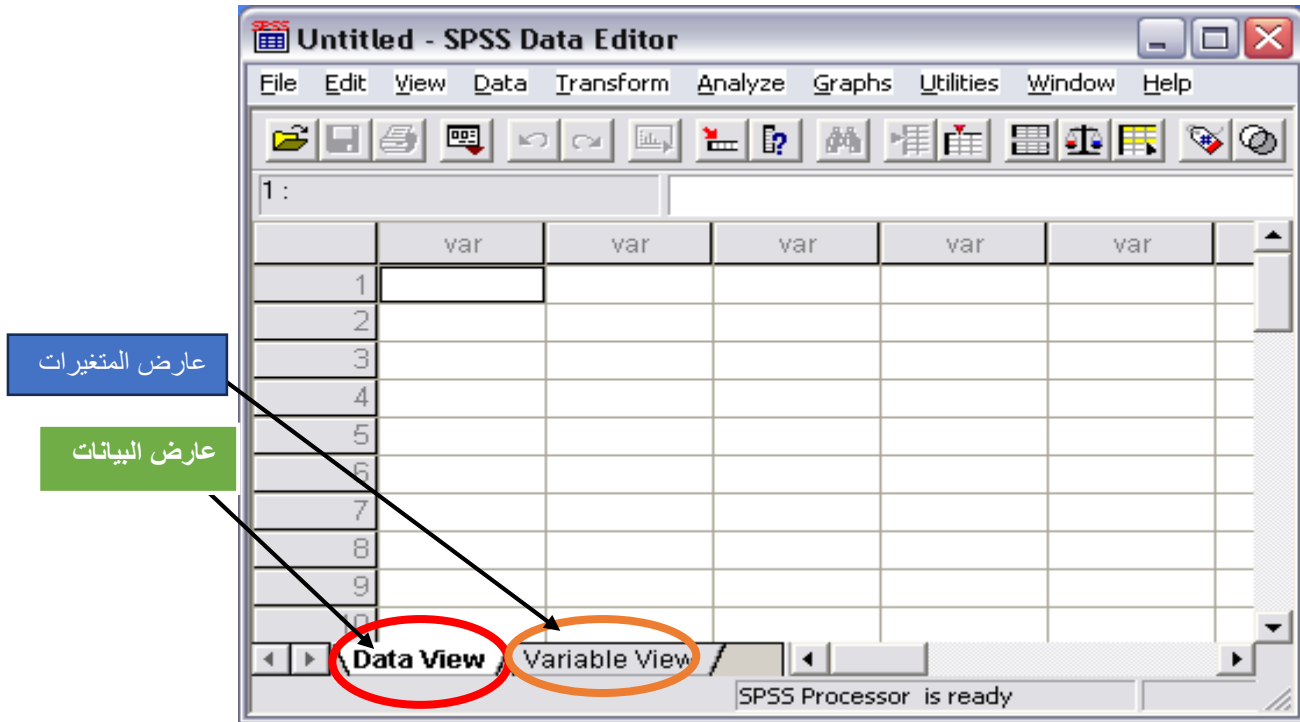 SPSS
Untitled - SPSS Data Editor
File Edit View Data Transform Analyze Graphs Utilities Window Help
1 :
var var var var var
1
2
3
عارض المتغيرات
4
5
عارض البيانات
6
7
8
9
10
Data View Variable View
SPSS Processor is ready